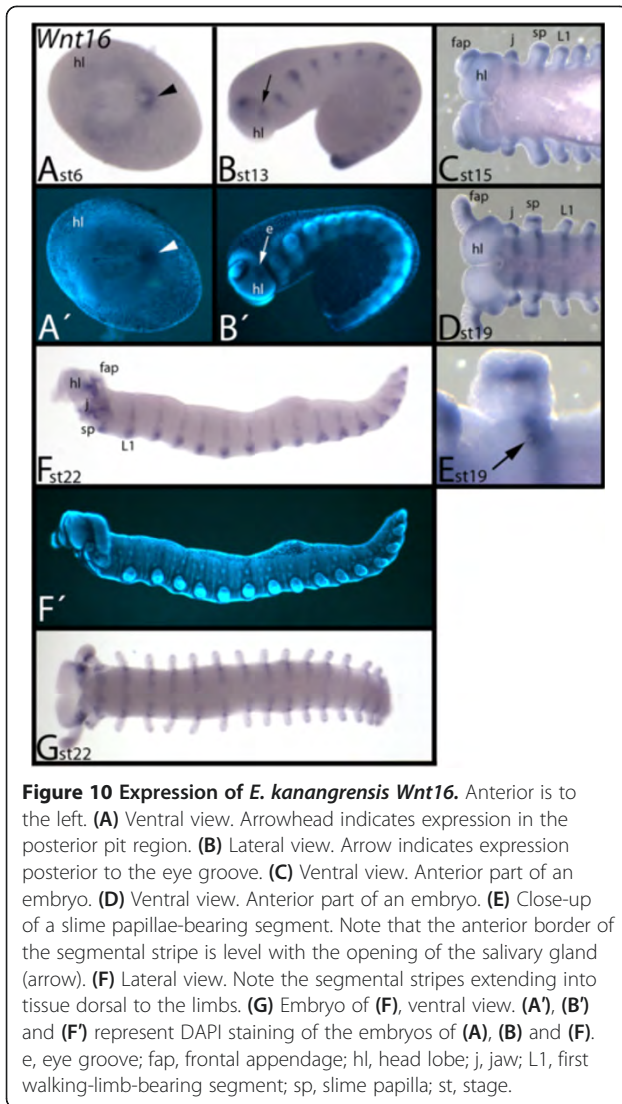 Wnt16
hl
A st6
hl
B st13
fap j sp L1
hl
C st15
hl
A´
e
hl
B´
fap j sp L1
hl
D st19
fap
hl
j
sp
L1
F st22
E st19
F´
G st22
Figure 10 Expression of E. kanangrensis Wnt16. Anterior is to
the left. (A) Ventral view. Arrowhead indicates expression in the
posterior pit region. (B) Lateral view. Arrow indicates expression
posterior to the eye groove. (C) Ventral view. Anterior part of an
embryo. (D) Ventral view. Anterior part of an embryo. (E) Close-up
of a slime papillae-bearing segment. Note that the anterior border of
the segmental stripe is level with the opening of the salivary gland
(arrow). (F) Lateral view. Note the segmental stripes extending into
tissue dorsal to the limbs. (G) Embryo of (F), ventral view. (A′), (B′)
and (F′) represent DAPI staining of the embryos of (A), (B) and (F).
e, eye groove; fap, frontal appendage; hl, head lobe; j, jaw; L1, first
walking-limb-bearing segment; sp, slime papilla; st, stage.